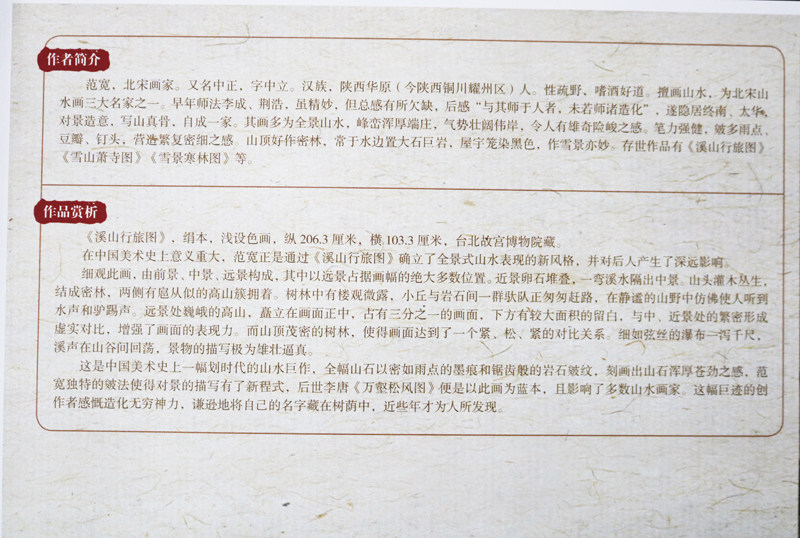 作者简介
范宽，北宋画家。又名中正，字中立。汉族，陕西华原（今陕西铜川耀州区）人。性疏野，嗜酒好道。擅画山水，为北宋山
水画三大名家之一。早年师法李成、荆浩，虽精妙，但总感有所欠缺，后感“与其师于人者，未若师诸造化”，遂隐居终南、太华，
对景造意，写山真骨，自成一家。其画多为全景山水，峰峦浑厚端庄，气势壮阔伟岸，令人有雄奇险峻之感。笔力强健，皴多雨点、
豆瓣、钉头，营造繁复密细之感。山顶好作密林，常于水边置大石巨岩，屋宇笼染黑色，作雪景亦妙。存世作品有《溪山行旅图》
《雪山萧寺图》《雪景寒林图》等。
作品赏析
《溪山行旅图》，绢本，浅设色画，纵 206.3 厘米，横 103.3 厘米，台北故宫博物院藏。
在中国美术史上意义重大，范宽正是通过《溪山行旅图》确立了全景式山水表现的新风格，并对后人产生了深远影响。
细观此画，由前景、中景、远景构成，其中以远景占据画幅的绝大多数位置。近景卵石堆叠，一弯溪水隔出中景。山头灌木丛生，
结成密林，两侧有扈从似的高山簇拥着。树林中有楼观微露，小丘与岩石间一群驮队正匆匆赶路，在静谧的山野中仿佛使人听到
水声和驴蹄声。远景处巍峨的高山，矗立在画面正中，占有三分之一的画面，下方有较大面积的留白，与中、近景处的繁密形成
虚实对比，增强了画面的表现力。而山顶茂密的树林，使得画面达到了一个紧、松、紧的对比关系。细如弦丝的瀑布一泻千尺，
溪声在山谷间回荡，景物的描写极为雄壮逼真。
这是中国美术史上一幅划时代的山水巨作，全幅山石以密如雨点的墨痕和锯齿般的岩石皴纹，刻画出山石浑厚苍劲之感，范
宽独特的皴法使得对景的描写有了新程式，后世李唐《万壑松风图》便是以此画为蓝本，且影响了多数山水画家。这幅巨迹的创
作者感慨造化无穷神力，谦逊地将自己的名字藏在树荫中，近些年才为人所发现。